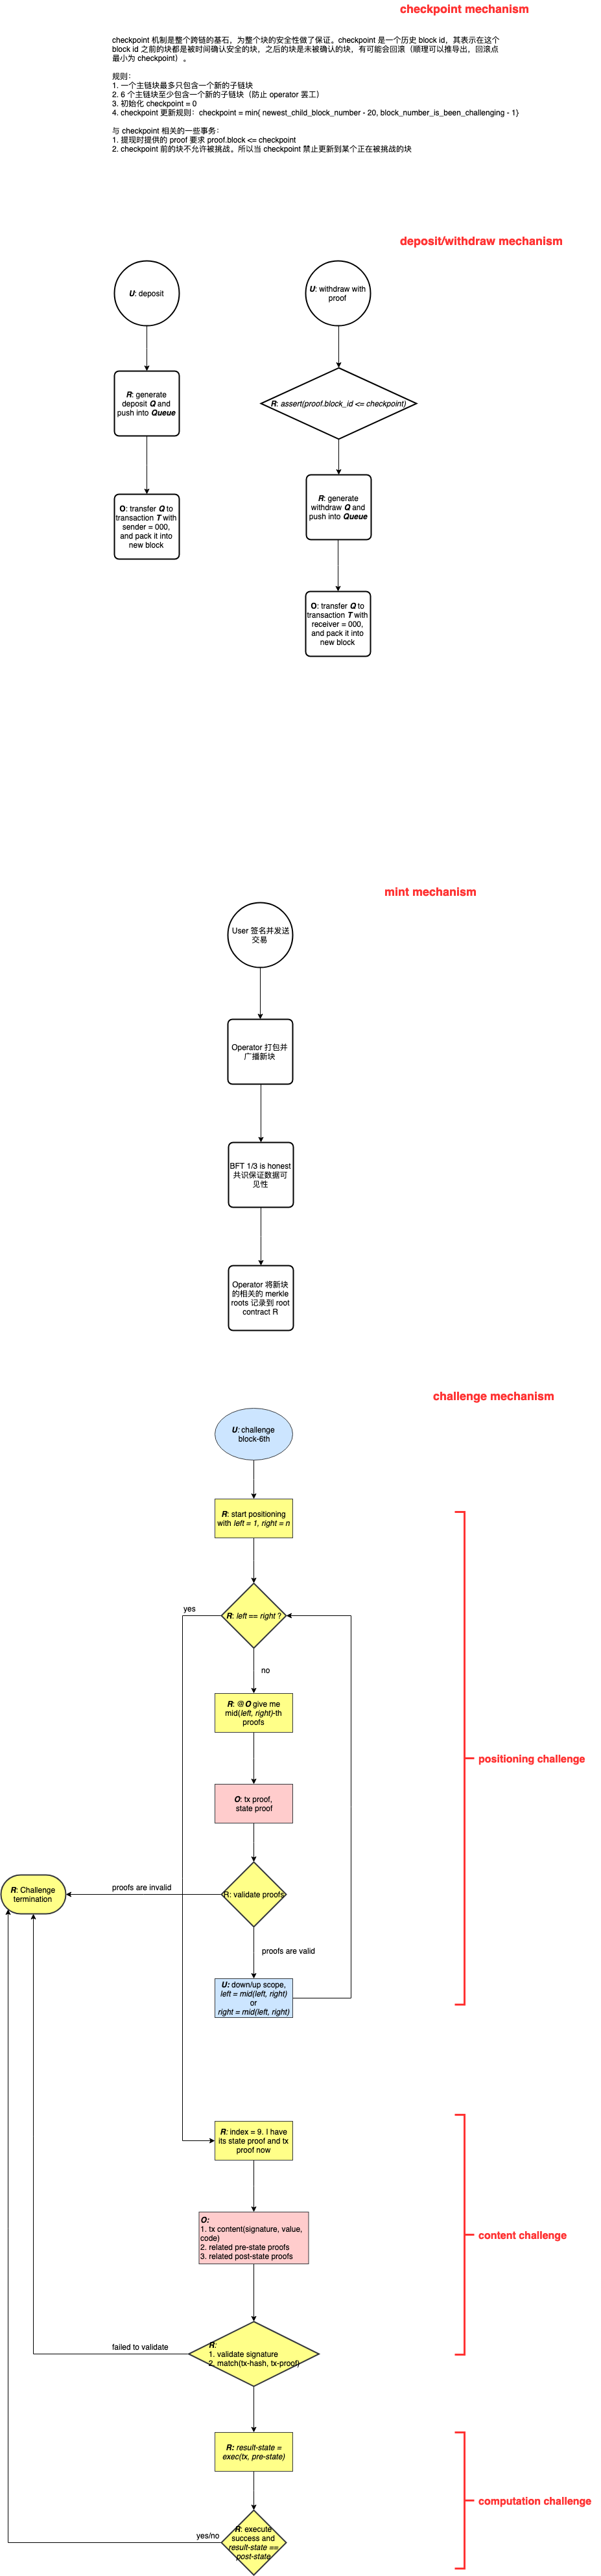 checkpoint mechanism
checkpoint 机制是整个跨链的基石，为整个块的安全性做了保证。checkpoint 是一个历史 block id，其表示在这个
block id 之前的块都是被时间确认安全的块，之后的块是未被确认的块，有可能会回滚（顺理可以推导出，回滚点
最小为 checkpoint）。
规则：
1. 一个主链块最多只包含一个新的子链块
2. 6 个主链块至少包含一个新的子链块（防止 operator 罢工）
3. 初始化 checkpoint = 0
4. checkpoint 更新规则：checkpoint = min{ newest_child_block_number - 20, block_number_is_been_challenging - 1}
与 checkpoint 相关的一些事务：
1. 提现时提供的 proof 要求 proof.block <= checkpoint
2. checkpoint 前的块不允许被挑战。所以当 checkpoint 禁止更新到某个正在被挑战的块
deposit/withdraw mechanism
U: deposit
R: generate
deposit Q and
push into Queue
O: transfer Q to
transaction T with
sender = 000,
and pack it into
new block
U: withdraw with
proof
R: assert(proof.block_id <= checkpoint)
R: generate
withdraw Q and
push into Queue
O: transfer Q to
transaction T with
receiver = 000,
and pack it into
new block
mint mechanism
User 签名并发送
交易
Operator 打包并
广播新块
BFT 1/3 is honest
共识保证数据可
见性
Operator 将新块
的相关的 merkle
roots 记录到 root
contract R
challenge mechanism
U: challenge
block-6th
R: start positioning
with left = 1, right = n
R: left == right ?
yes
no
R: @O give me
mid(left, right)-th
proofs
O: tx proof,
state proof
R: validate proofs
proofs are invalid
R: Challenge
termination
proofs are valid
U: down/up scope,
left = mid(left, right)
or
right = mid(left, right)
positioning challenge
R: index = 9. I have
its state proof and tx
proof now
O:
1. tx content(signature, value,
code)
2. related pre-state proofs
3. related post-state proofs
content challenge
R:
1. validate signature
2. match(tx-hash, tx-proof)
failed to validate
R: result-state =
exec(tx, pre-state)
computation challenge
R: execute
success and
result-state ==
post-state
yes/no